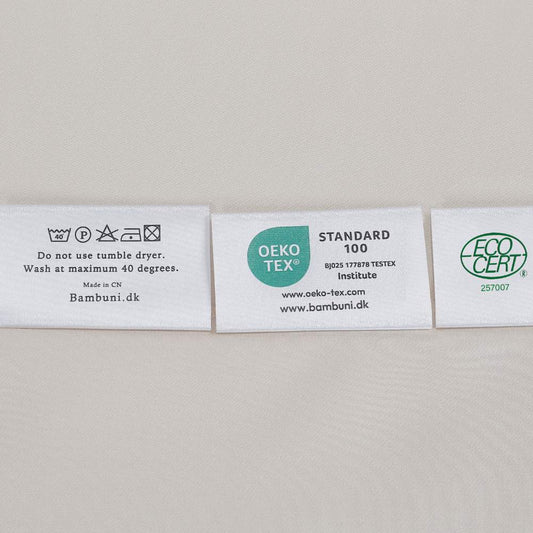 40 P
Do not use tumble dryer.
Wash at maximum 40 degrees.
Made in CN
Bambuni.dk
OEKO
TEX®
STANDARD
100
BJ025 177878 TESTEX
Institute
www.oeko-tex.com
www.bambuni.dk
ECO
CERT®
257007